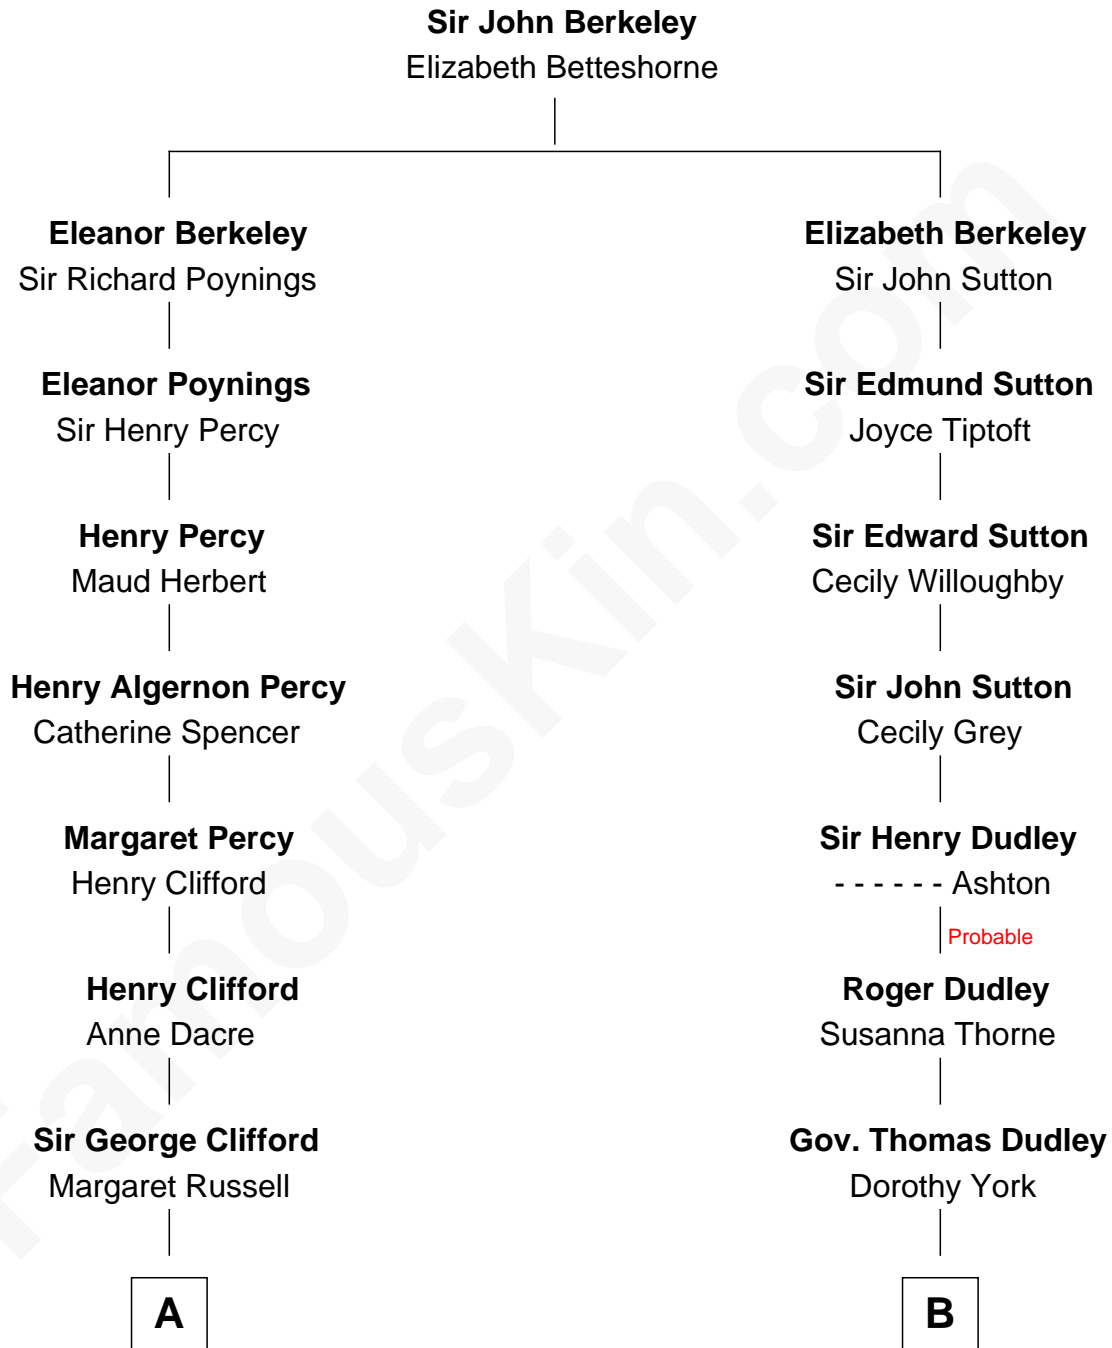 Sir John Berkeley
Elizabeth Betteshorne
Eleanor Berkeley
Sir Richard Poynings
Elizabeth Berkeley
Sir John Sutton
Eleanor Poynings
Sir Henry Percy
Sir Edmund Sutton
Joyce Tiptoft
Henry Percy
Maud Herbert
Sir Edward Sutton
Cecily Willoughby
Henry Algernon Percy
Catherine Spencer
Sir John Sutton
Cecily Grey
Margaret Percy
Henry Clifford
Sir Henry Dudley
- - - - - - Ashton
Probable
Henry Clifford
Anne Dacre
Roger Dudley
Susanna Thorne
Sir George Clifford
Margaret Russell
Gov. Thomas Dudley
Dorothy York
A
B
FamousKin.com